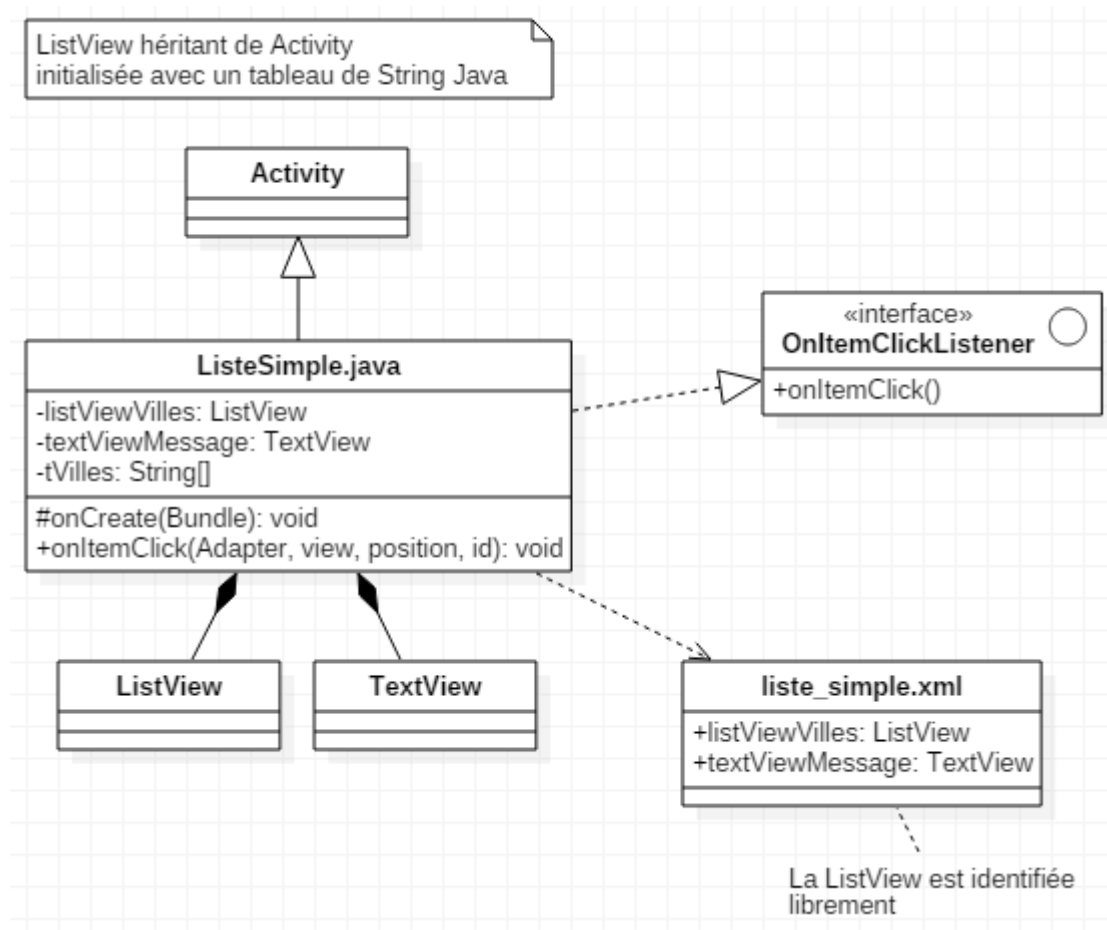 ListView héritant de Activity
initialisée avec un tableau de String Java
Activity
«interface»
OnItemClickListener
+onItemClick()
ListeSimple.java
-listViewVilles: ListView
-textViewMessage: TextView
-tVilles: String[]
#onCreate(Bundle): void
+onItemClick(Adapter, view, position, id): void
ListView
TextView
liste_simple.xml
+listViewVilles: ListView
+textViewMessage: TextView
La ListView est identifiée
librement